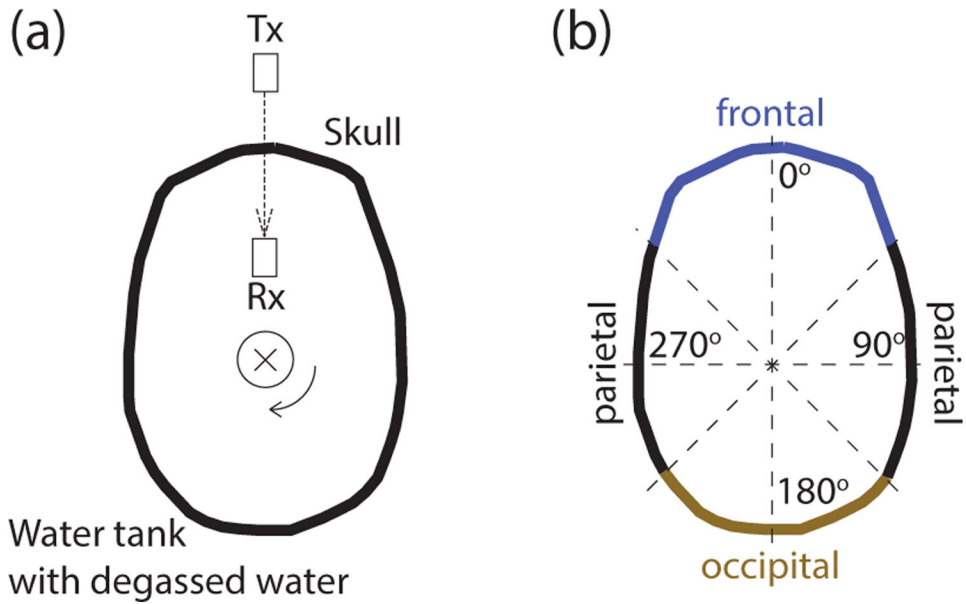 (a)
Tx
Skull
Rx
Water tank
with degassed water
(b)
frontal
0°
parietal
270°
90°
parietal
180°
occipital